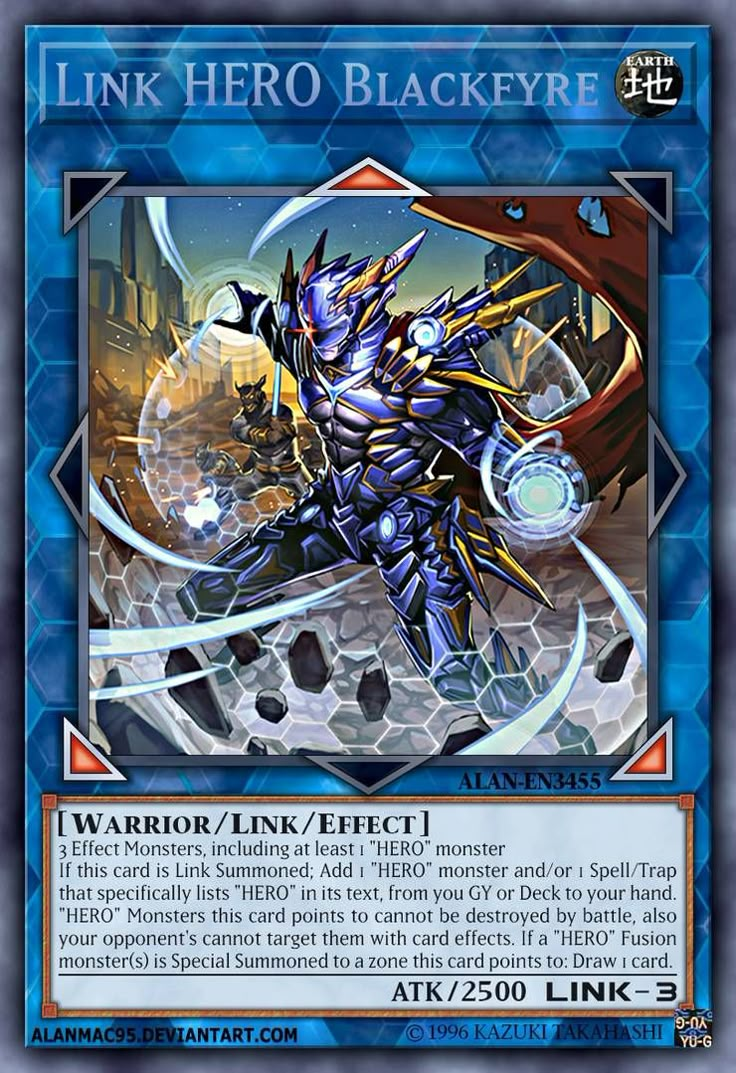 LINK HERO BLACKFYRE
EARTH
地
ALAN-EN3455
[WARRIOR/LINK/EFFECT]
3 Effect Monsters, including at least 1 "HERO" monster
If this card is Link Summoned; Add 1 "HERO" monster and/or 1 Spell/Trap
that specifically lists "HERO" in its text, from you GY or Deck to your hand.
"HERO" Monsters this card points to cannot be destroyed by battle, also
your opponent's cannot target them with card effects. If a "HERO" Fusion
monster(s) is Special Summoned to a zone this card points to: Draw 1 card.
ATK/2500 LINK-3
ALANMAC95.DEVIANTART.COM
©1996 KAZUKI TAKAHASHI